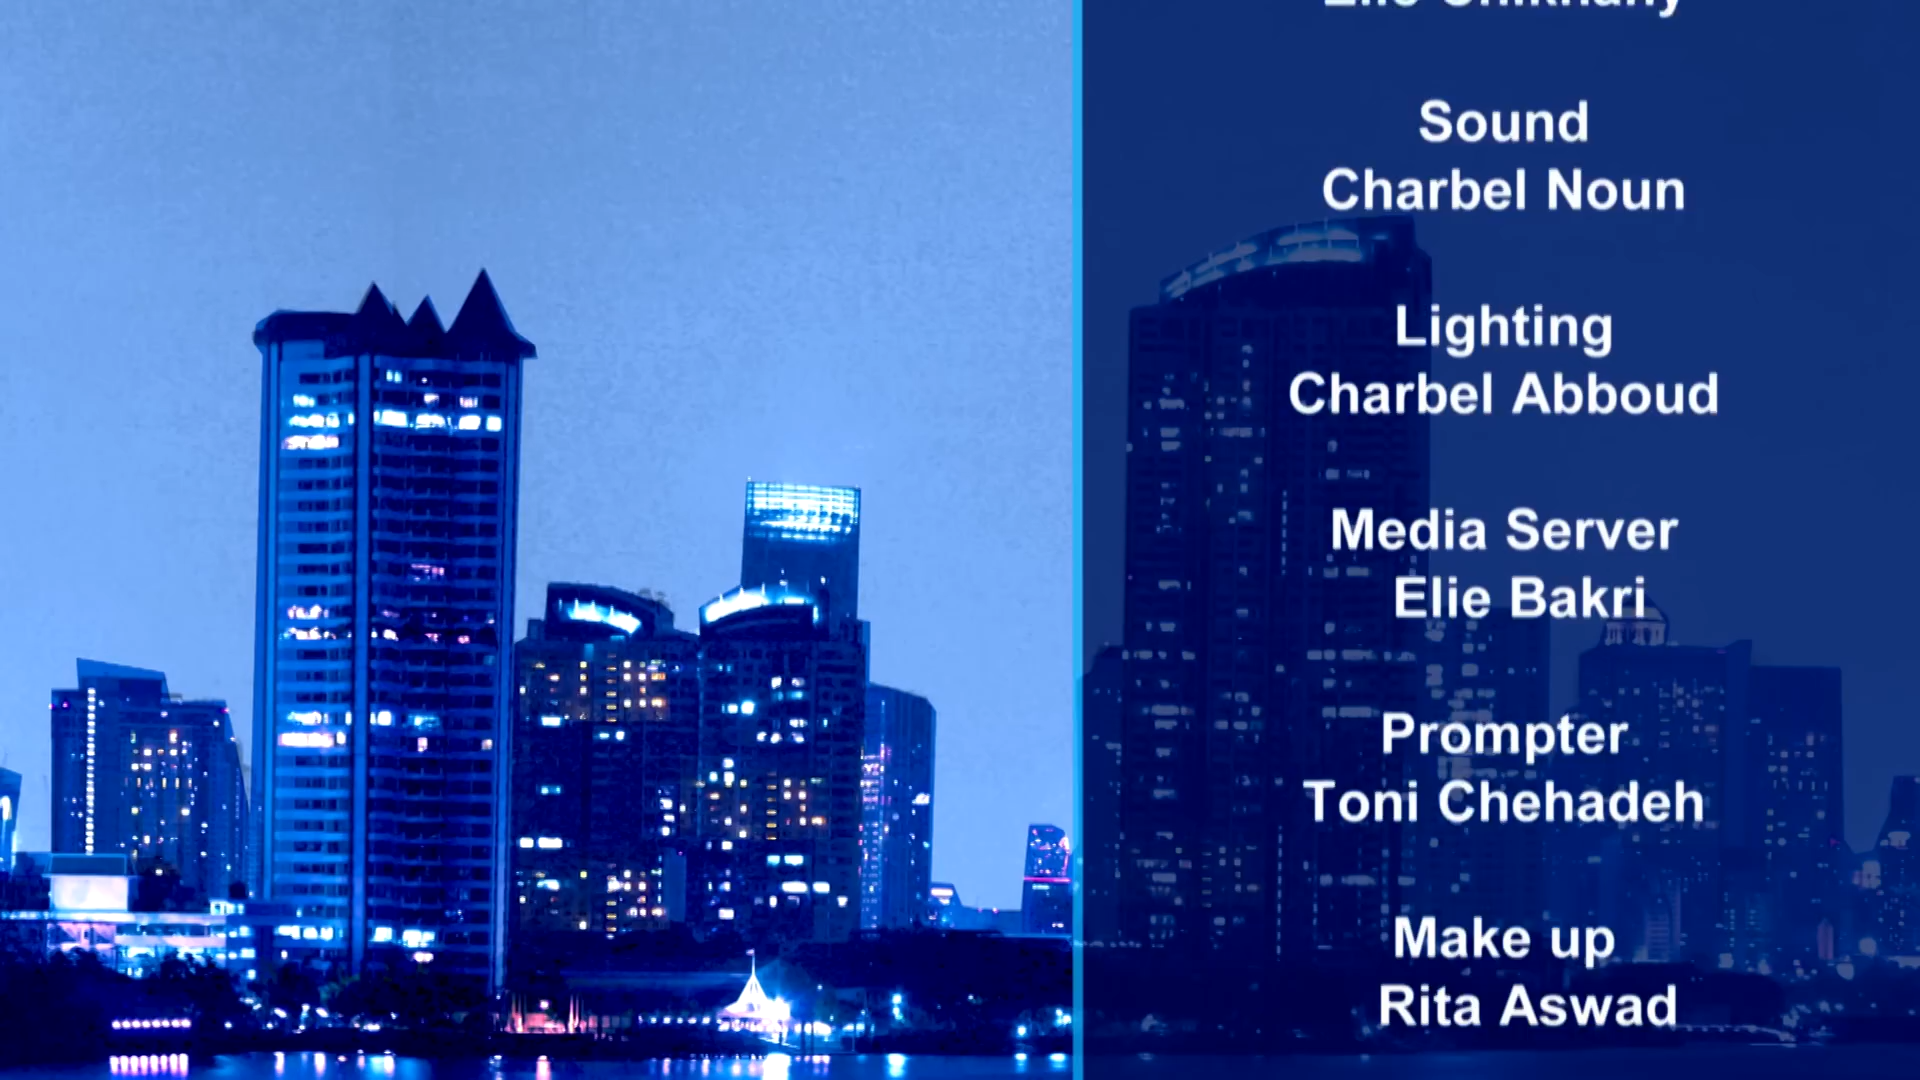 Sound
Charbel Noun
Lighting
Charbel Abboud
Media Server
Elie Bakri
Prompter
Toni Chehadeh
Make up
Rita Aswad